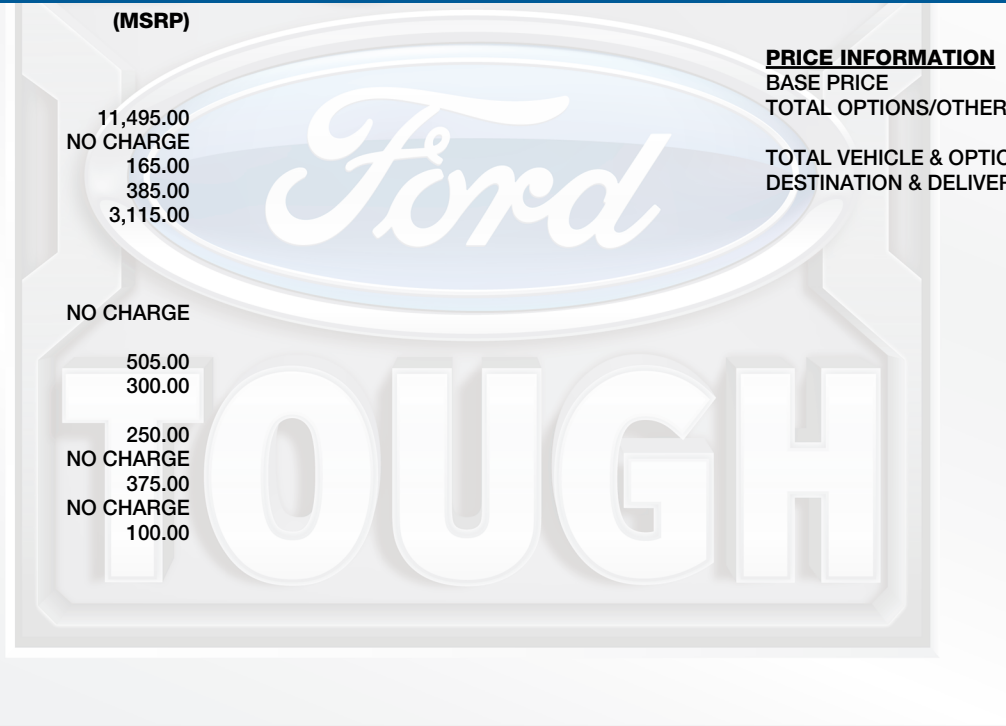 (MSRP)
11,495.00
NO CHARGE
165.00
385.00
3,115.00
NO CHARGE
505.00
300.00
250.00
NO CHARGE
375.00
NO CHARGE
100.00
PRICE INFORMATION
BASE PRICE
TOTAL OPTIONS/OTHER
TOTAL VEHICLE & OPTIO
DESTINATION & DELIVER
Ford
TOUGH